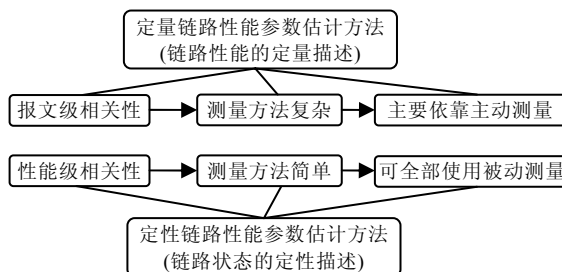 定量链路性能参数估计方法
(链路性能的定量描述)
报文级相关性 测量方法复杂 主要依靠主动测量
性能级相关性 测量方法简单 可全部使用被动测量
定性链路性能参数估计方法
(链路状态的定性描述)